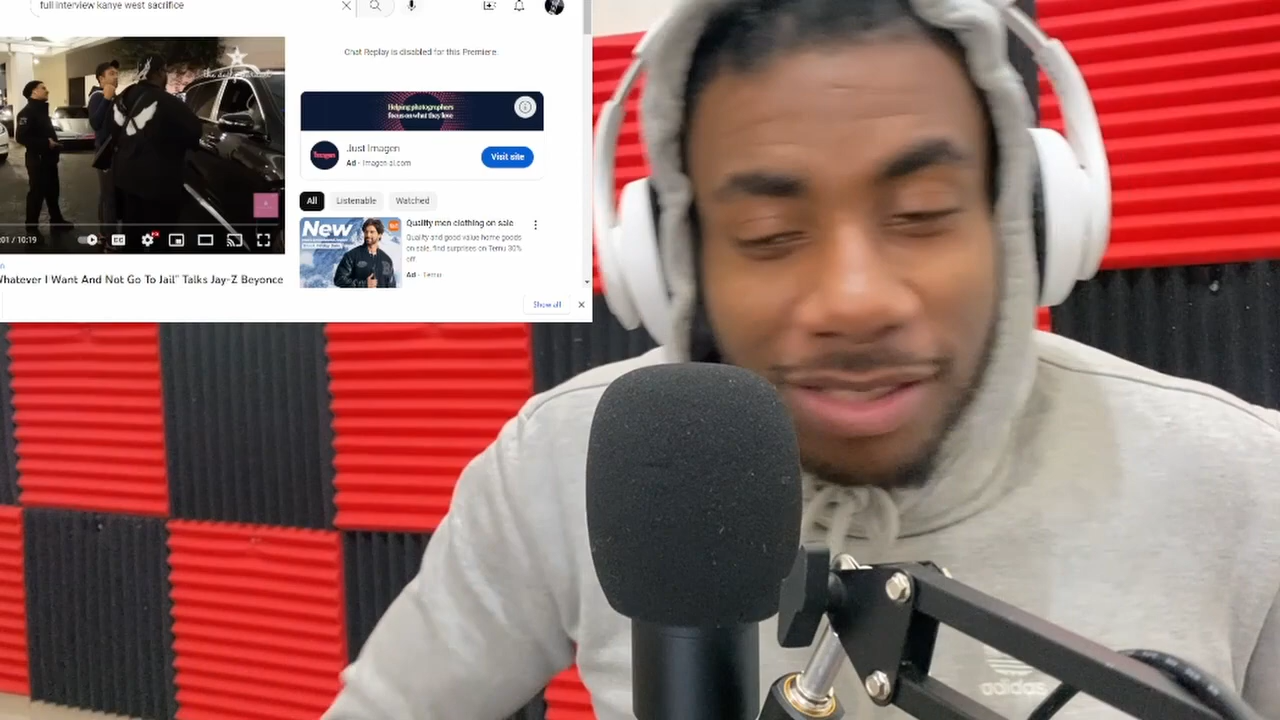 full interview kanye west sacrifice
Chat Replay is disabled for this Premiere.
Helping photographers
focus on what they love
Imagen
Just Imagen
Ad · Imagen-ai.com
Visit site
All
Listenable
Watched
New
Quality men clothing on sale
Quality and good value home goods
on sale, find surprises on Temu 30%
off
Ad · Temu
:01 / 10:19
hatever I Want And Not Go To Jail" Talks Jay-Z Beyonce
Show all
adidas